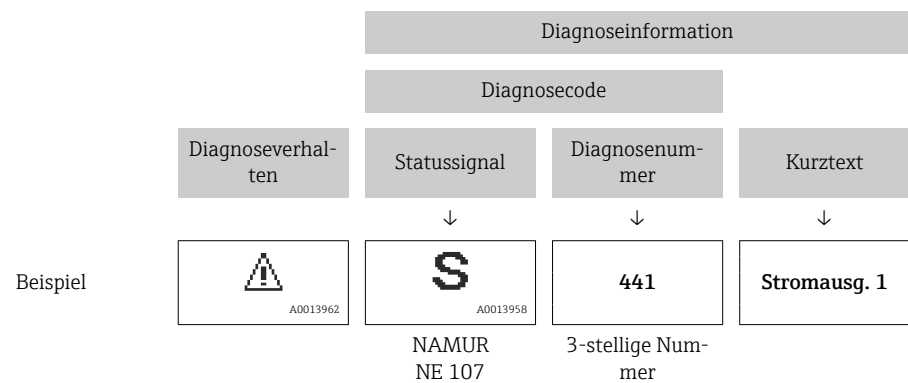 Diagnoseinformation
Diagnosecode
Diagnoseverhal-
ten
Statussignal
Diagnosenum-
mer
Kurztext
↓
↓
↓
Beispiel
A0013962
S
A0013958
441
Stromausg. 1
NAMUR
NE 107
3-stellige Num-
mer